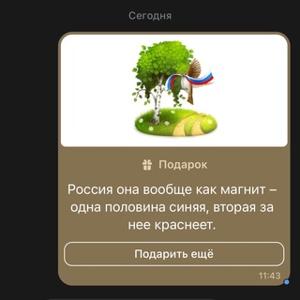 Сегодня
Подарок
Россия она вообще как магнит –
одна половина синяя, вторая за
нее краснеет.
Подарить ещё
11:43